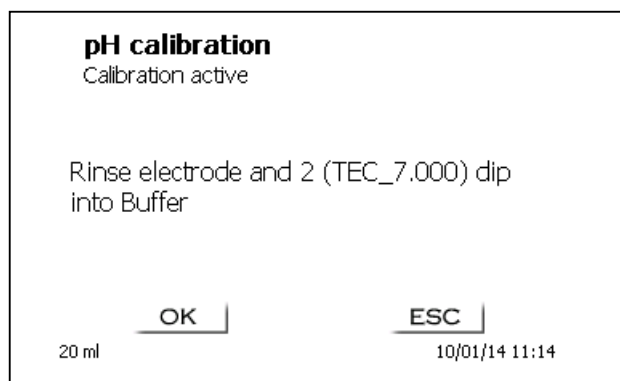 pH calibration
Calibration active
Rinse electrode and 2 (TEC_7.000) dip
into Buffer
OK
ESC
20 ml
10/01/14 11:14